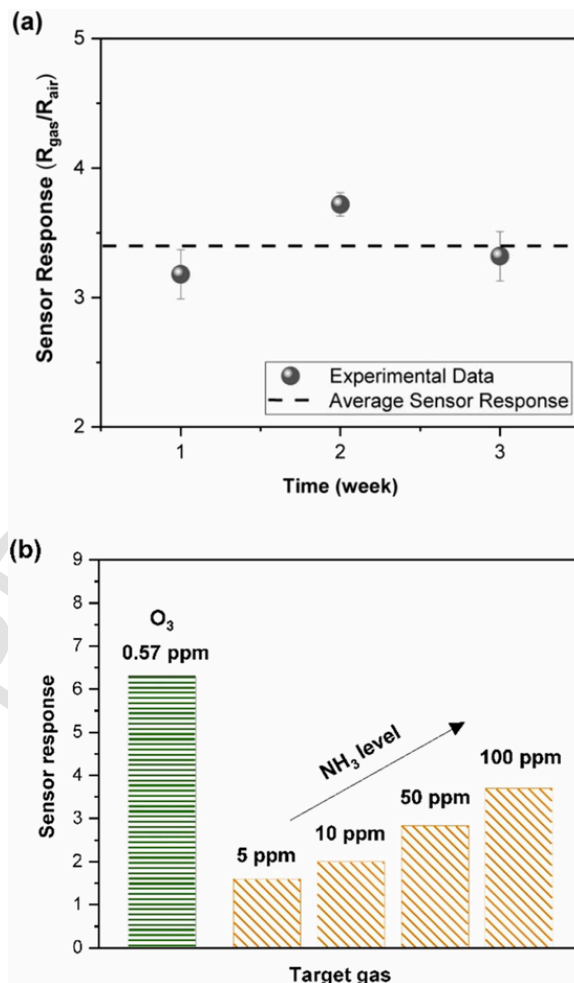 (a)
5
4
3
2
Sensor Response (Rgas/Rair)
Experimental Data
Average Sensor Response
1 2 3
Time (week)
(b)
9
8
7
6
5
4
3
2
1
0
Sensor response
O3
0.57 ppm
NH3 level
5 ppm
10 ppm
50 ppm
100 ppm
Target gas